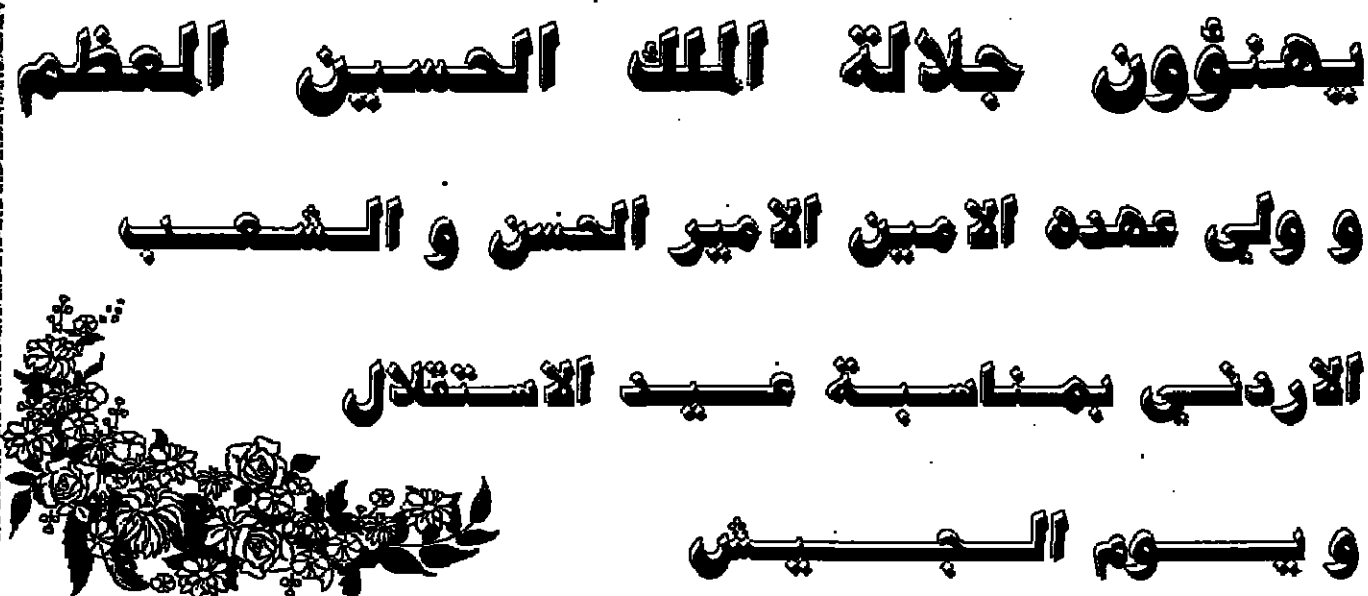 يهنؤون جلالة الملك الحسين المعظم
و ولي عهده الامين الامير الحسن و الشعب
الاردني بمناسبة عيد الاستقلال
و يوم الجيش